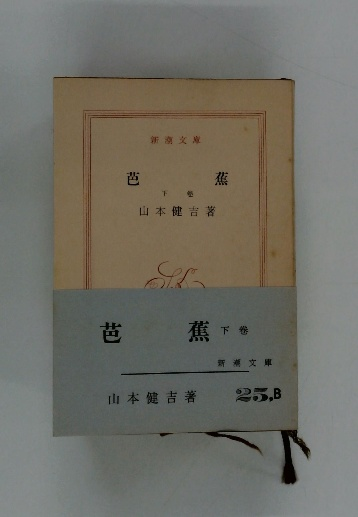 新潮文庫
芭蕉
下巻
山本健吉著
芭蕉 下巻
新潮文庫
山本健吉著 25.B